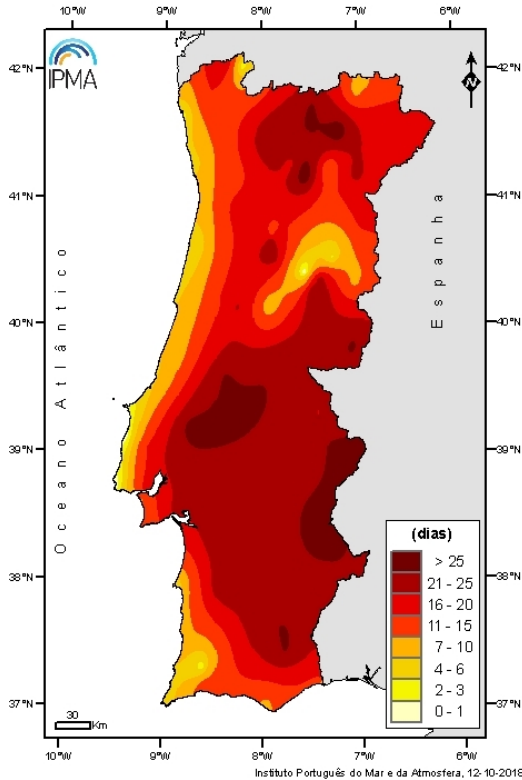 10°W 9°W 8°W 7°W 6°W
IPMA
N
42°N 42°N
41°N 41°N
Espanha
40°N 40°N
Oceano Atlântico
39°N 39°N
(dias)
> 25
21 - 25
16 - 20
11 - 15
7 - 10
4 - 6
2 - 3
0 - 1
38°N 38°N
37°N 37°N
30
Km
10°W 9°W 8°W 7°W 6°W
Instituto Português do Mar e da Atmosfera, 12-10-2018